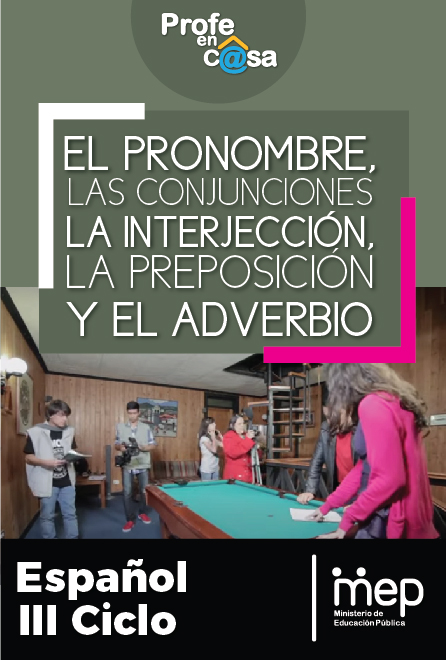 Profe
en
c@sa
EL PRONOMBRE,
LAS CONJUNCIONES
LA INTERJECCIÓN,
LA PREPOSICIÓN
Y EL ADVERBIO
Español
III Ciclo
mep
Ministerio de
Educación Pública